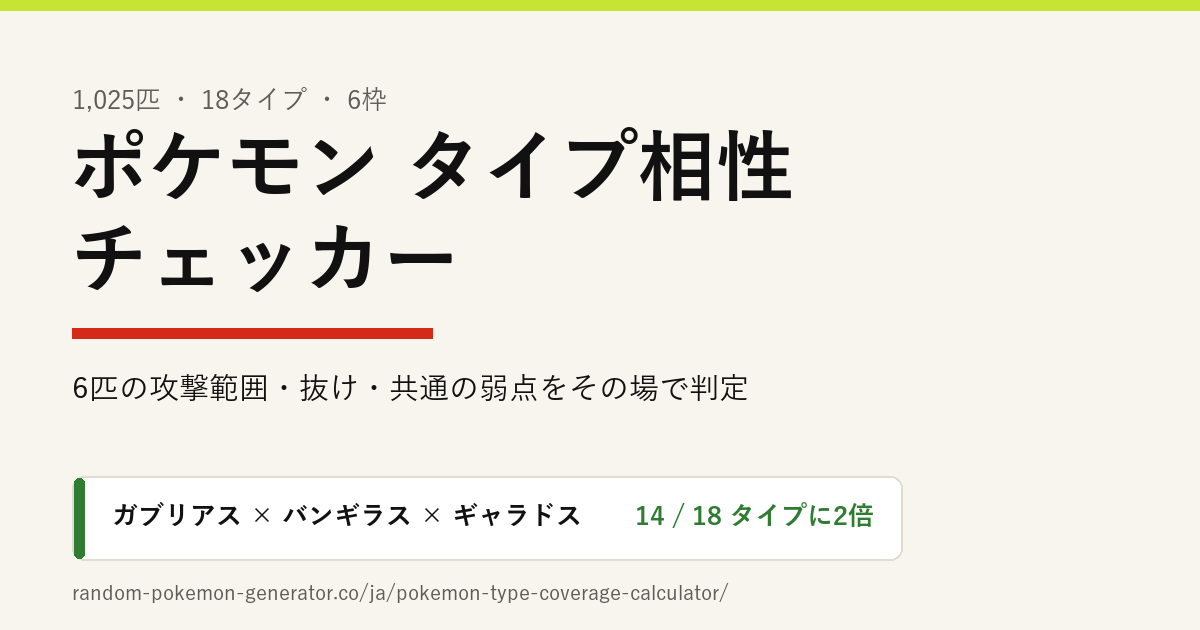 1,025匹 ・ 18タイプ ・ 6枠
ポケモン タイプ相性
チェッカー
6匹の攻撃範囲・抜け・共通の弱点をその場で判定
ガブリアス × バンギラス × ギャラドス 14 / 18 タイプに2倍
random-pokemon-generator.co/ja/pokemon-type-coverage-calculator/